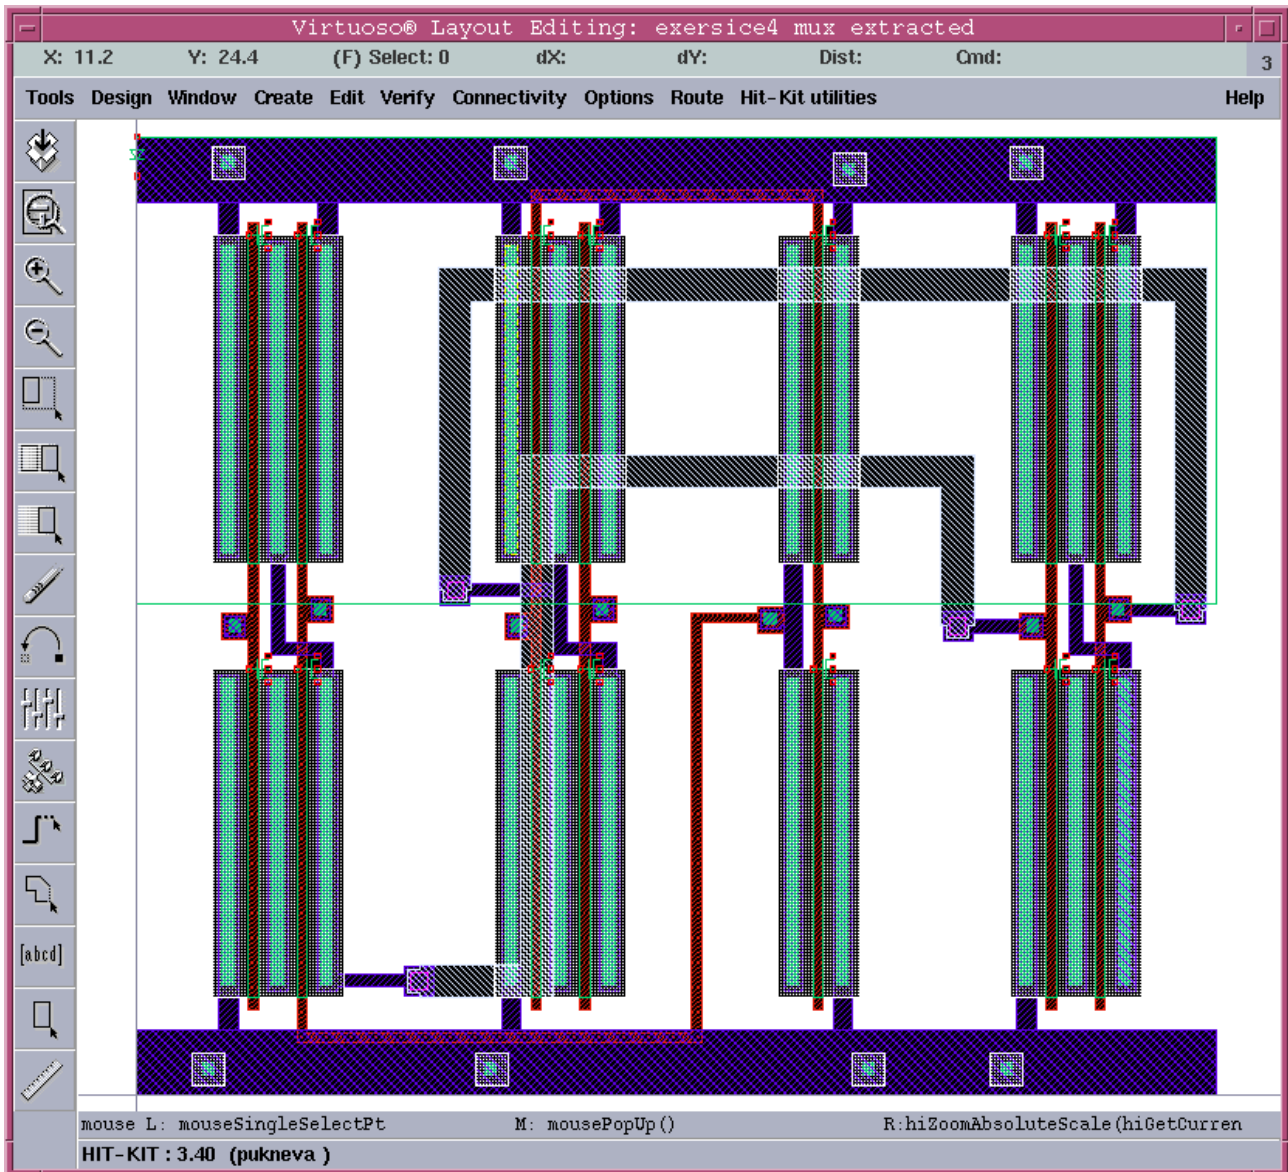 Virtuoso® Layout Editing: exersice4 mux extracted
X: 11.2 Y: 24.4 (F) Select: 0 dX: dY: Dist: Cmd: 3
Tools Design Window Create Edit Verify Connectivity Options Route Hit-Kit utilities Help
[abcd]
mouse L: mouseSingleSelectPt M: mousePopUp() R:hiZoomAbsoluteScale(hiGetCurren
HIT-KIT : 3.40 (pukneva )